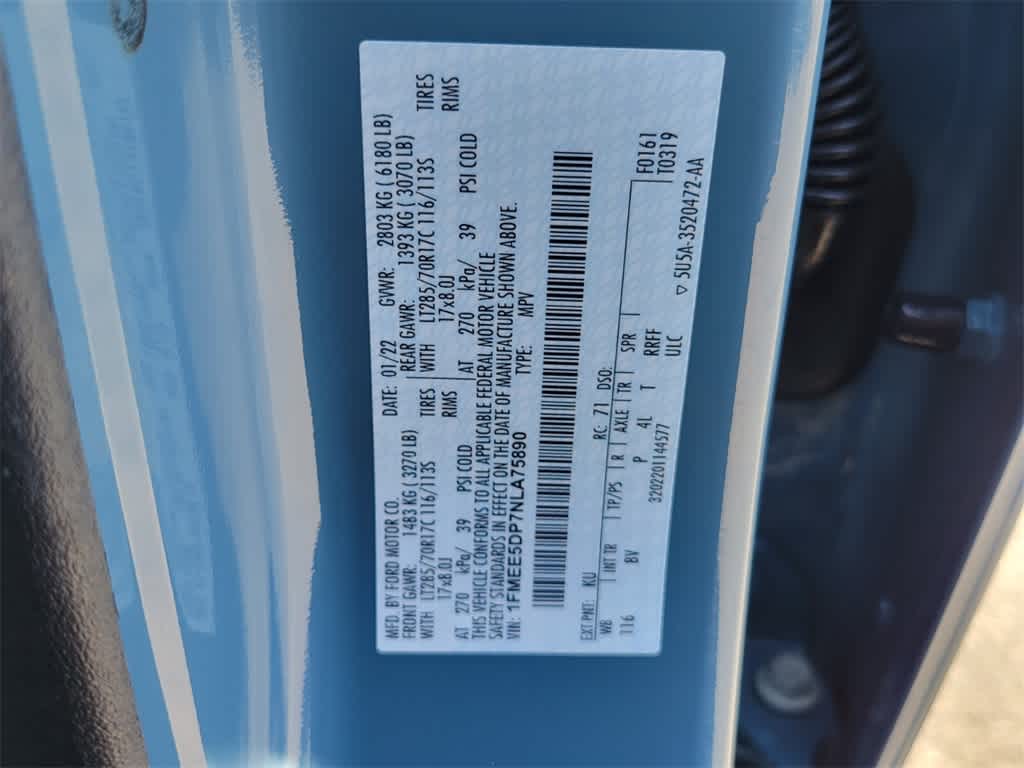 MFD. BY FORD MOTOR CO. DATE: 01/22 GVWR: 2803 KG ( 6180 LB)
FRONT GAWR: 1483 KG ( 3270 LB) REAR GAWR: 1393 KG ( 3070 LB)
WITH LT285/70R17C 116/113S TIRES WITH LT285/70R17C 116/113S TIRES
17x8.0J RIMS 17x8.0J RIMS
AT 270 kPa/ 39 PSI COLD AT 270 kPa/ 39 PSI COLD
THIS VEHICLE CONFORMS TO ALL APPLICABLE FEDERAL MOTOR VEHICLE
SAFETY STANDARDS IN EFFECT ON THE DATE OF MANUFACTURE SHOWN ABOVE.
VIN: 1FMEE5DP7NLA75890 TYPE: MPV
EXT PNT: KU RC: 71 DSO: F0161
WB INT TR TP/PS R AXLE TR SPR T0319
116 8V P 4L T RRFF
3202201144577 ULC ▽ 5U5A-3520472-AA